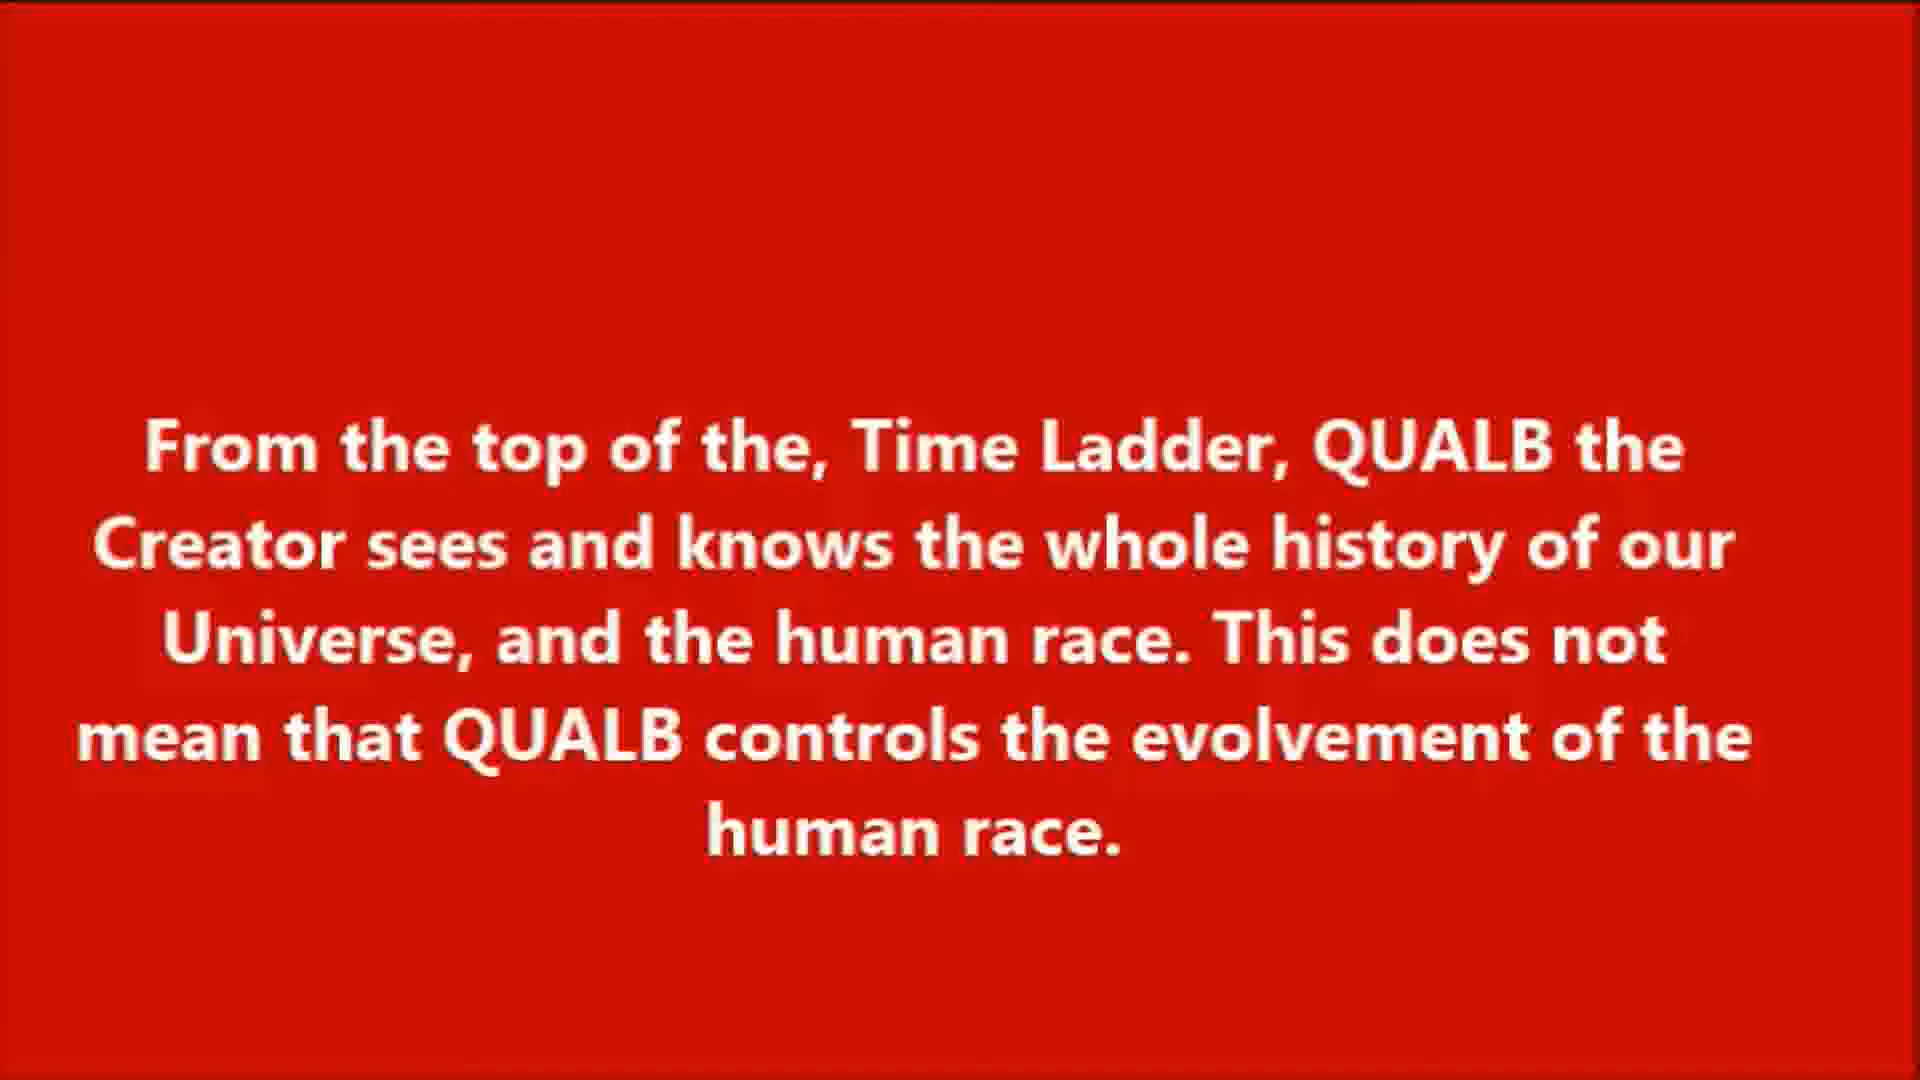 From the top of the, Time Ladder, QUALB the
Creator sees and knows the whole history of our
Universe, and the human race. This does not
mean that QUALB controls the evolvement of the
human race.